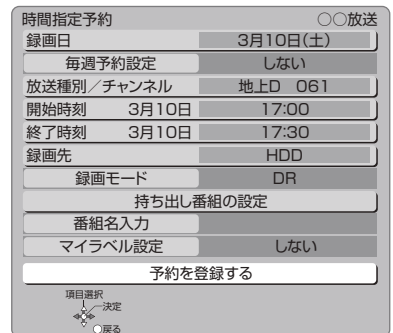 時間指定予約 ○○放送
録画日 3月10日(土)
毎週予約設定 しない
放送種別／チャンネル 地上D 061
開始時刻 3月10日 17:00
終了時刻 3月10日 17:30
録画先 HDD
録画モード DR
持ち出し番組の設定
番組名入力
マイラベル設定 しない
予約を登録する
項目選択
決定
戻る